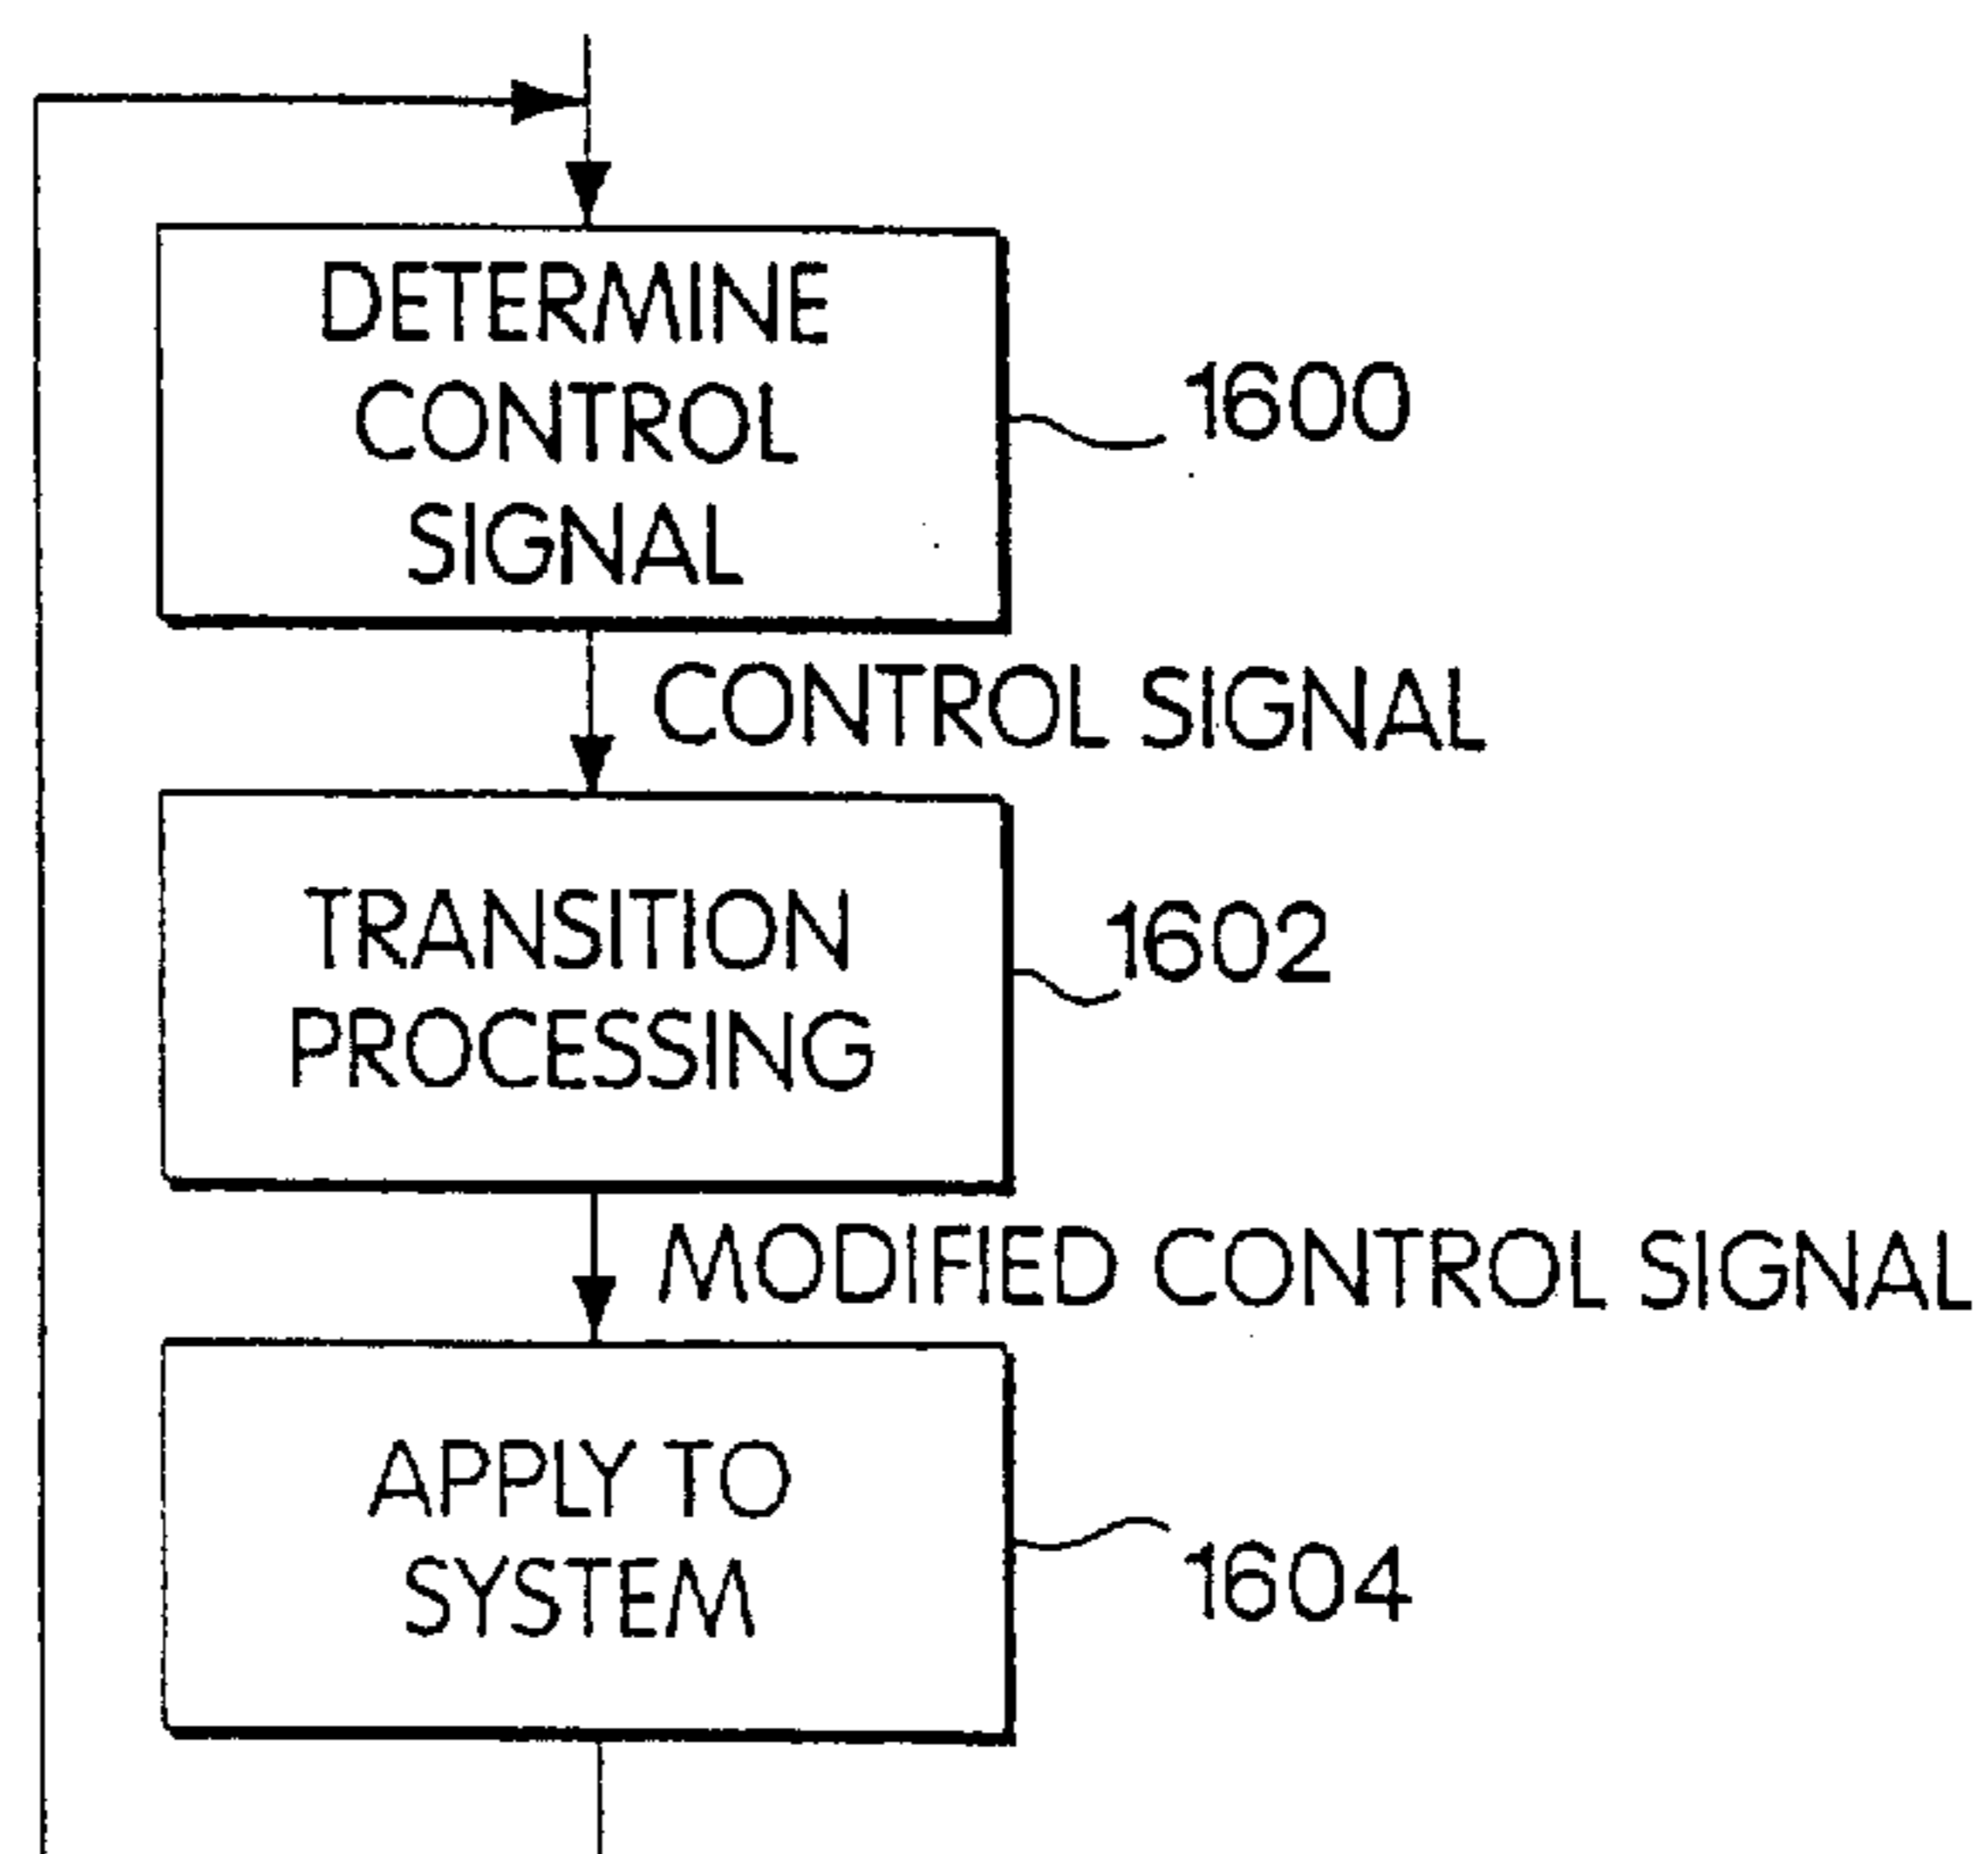 DETERMINE
CONTROL
SIGNAL
1600
CONTROL SIGNAL
TRANSITION
PROCESSING
1602
MODIFIED CONTROL SIGNAL
APPLY TO
SYSTEM
1604